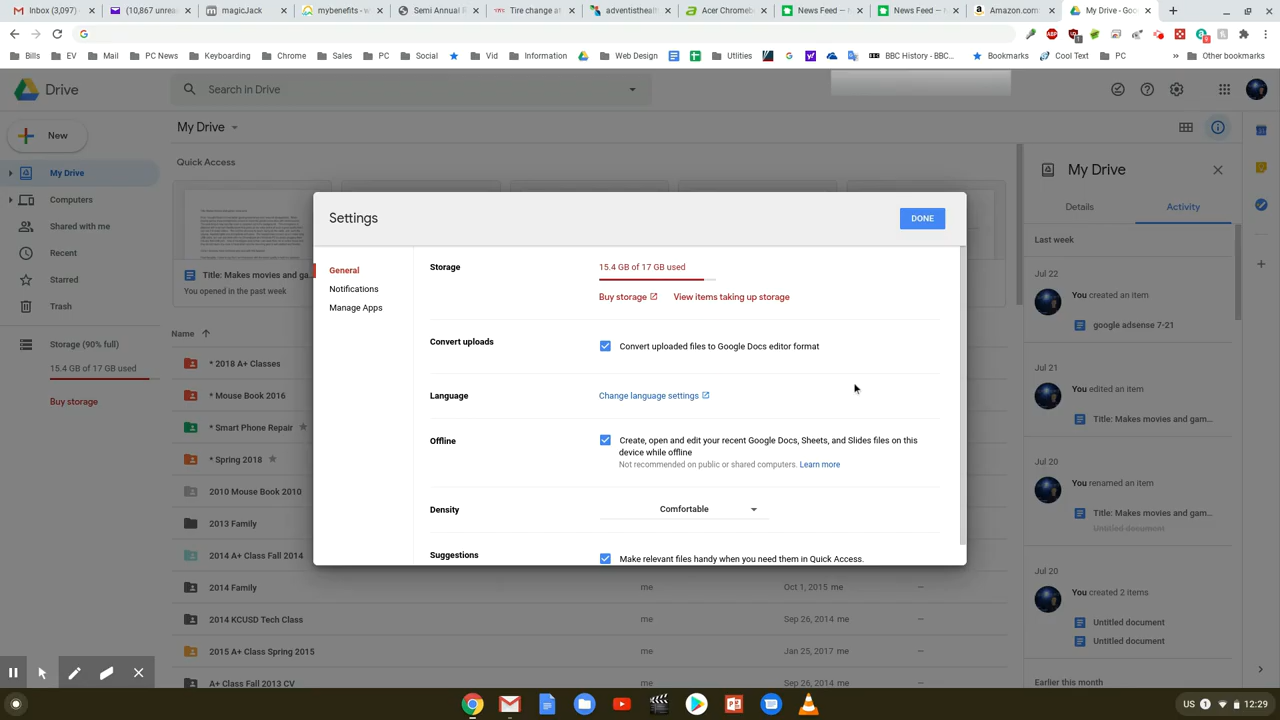 Inbox (3,097)
(10,867 unrea
magicJack
mybenefits - w
Semi Annual R
Tire change at
adventisthealt
Acer Chromebo
News Feed –
News Feed –
Amazon.com
My Drive - Goo
Bills
EV
Mail
PC News
Keyboarding
Chrome
Sales
PC
Social
Vid
Information
Web Design
Utilities
BBC History - BBC...
Bookmarks
Cool Text
PC
»
Other bookmarks
Drive
Search in Drive
New
My Drive
Computers
Shared with me
Recent
Starred
Trash
Storage (90% full)
15.4 GB of 17 GB used
Buy storage
My Drive
Quick Access
Title: Makes movies and ga...
You opened in the past week
Name
* 2018 A+ Classes
* Mouse Book 2016
* Smart Phone Repair
* Spring 2018
2010 Mouse Book 2010
2013 Family
2014 A+ Class Fall 2014
2014 Family me Oct 1, 2015 me –
2014 KCUSD Tech Class me Sep 26, 2014 me –
2015 A+ Class Spring 2015 me Jan 25, 2017 me –
A+ Class Fall 2013 CV me Sep 26, 2014 me –
Settings
DONE
General
Notifications
Manage Apps
Storage
15.4 GB of 17 GB used
Buy storage
View items taking up storage
Convert uploads
Convert uploaded files to Google Docs editor format
Language
Change language settings
Offline
Create, open and edit your recent Google Docs, Sheets, and Slides files on this
device while offline
Not recommended on public or shared computers. Learn more
Density
Comfortable
Suggestions
Make relevant files handy when you need them in Quick Access.
My Drive
Details
Activity
Last week
Jul 22
You created an item
google adsense 7-21
Jul 21
You edited an item
Title: Makes movies and gam...
Jul 20
You renamed an item
Title: Makes movies and gam...
Untitled document
Jul 20
You created 2 items
Untitled document
Untitled document
Earlier this month
US
1
12:29